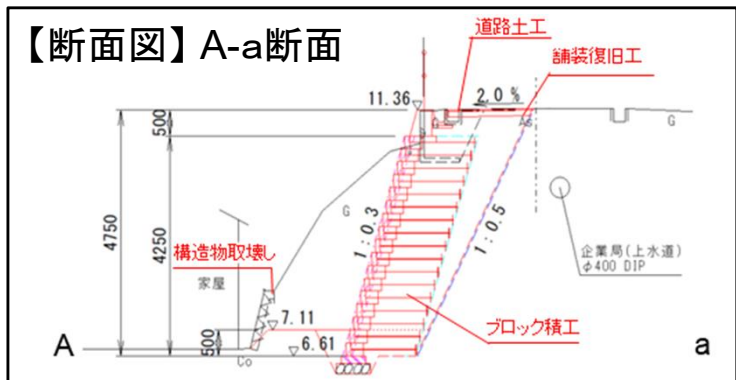 【断面図】A-a断面
道路土工
舗装復旧工
11.36
2.0 %
As
G
500
4750
4250
G
1:0.3
1:0.5
企業局(上水道)
φ400 DIP
構造物取壊し
家屋
7.11
ブロック積工
A
500
6.61
Co
a